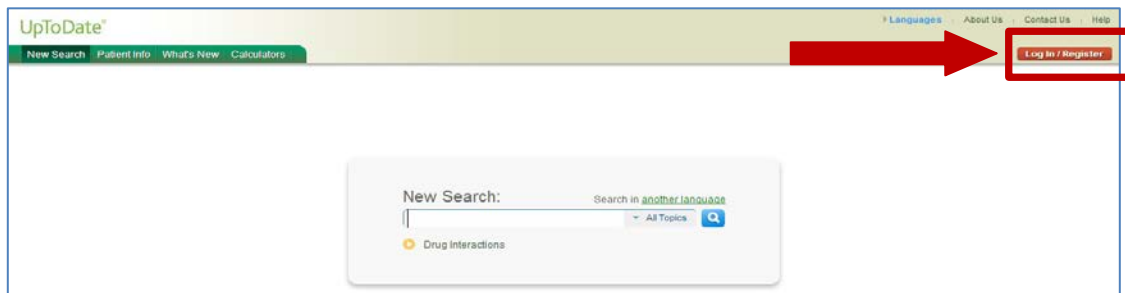 UpToDate®
Languages About Us Contact Us Help
New Search Patient Info What's New Calculators
Log In / Register
New Search:
Search in another language
All Topics
Drug Interactions